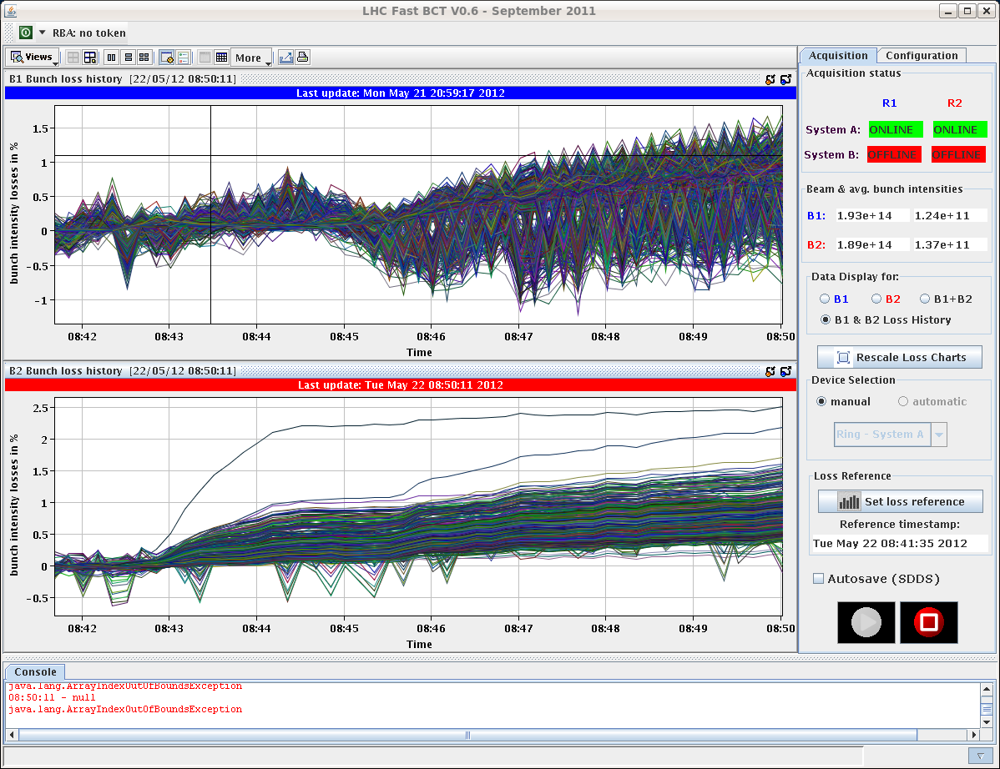 LHC Fast BCT V0.6 - September 2011
RBA: no token
Views More
B1 Bunch loss history [22/05/12 08:50:11]
Last update: Mon May 21 20:59:17 2012
bunch intensity losses in %
1.5
1
0.5
0
-0.5
-1
08:42 08:43 08:44 08:45 08:46 08:47 08:48 08:49 08:50
Time
B2 Bunch loss history [22/05/12 08:50:11]
Last update: Tue May 22 08:50:11 2012
bunch intensity losses in %
2.5
2
1.5
1
0.5
0
-0.5
08:42 08:43 08:44 08:45 08:46 08:47 08:48 08:49 08:50
Time
Acquisition Configuration
Acquisition status
R1 R2
System A: ONLINE ONLINE
System B: OFFLINE OFFLINE
Beam & avg. bunch intensities
B1: 1.93e+14 1.24e+11
B2: 1.89e+14 1.37e+11
Data Display for:
B1 B2 B1+B2
B1 & B2 Loss History
Rescale Loss Charts
Device Selection
manual automatic
Ring - System A
Loss Reference
Set loss reference
Reference timestamp:
Tue May 22 08:41:35 2012
Autosave (SDDS)
Console
java.lang.ArrayIndexOutOfBoundsException
08:50:11 - null
java.lang.ArrayIndexOutOfBoundsException